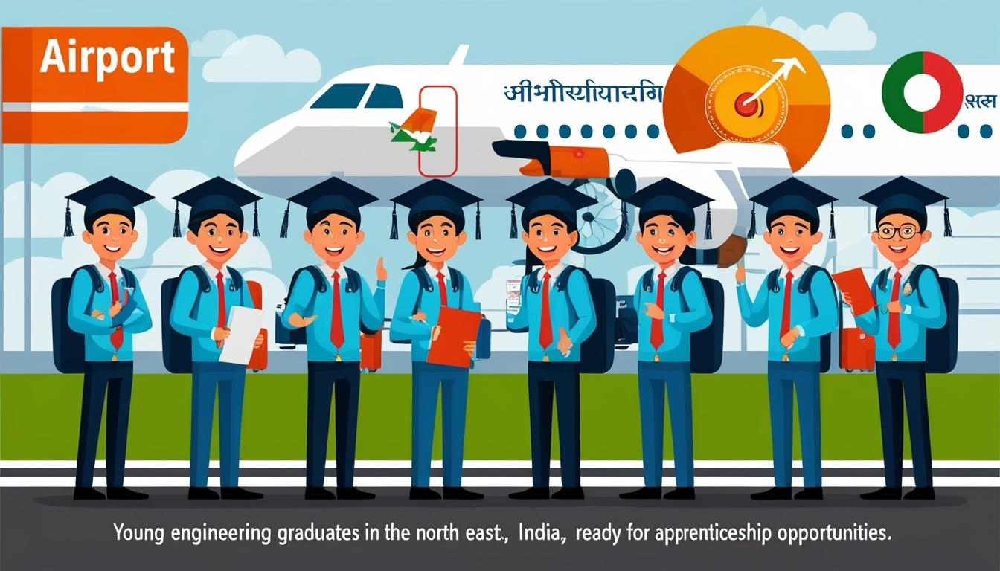 Airport
Young engineering graduates in the north east., India, ready for apprenticeship opportunities.